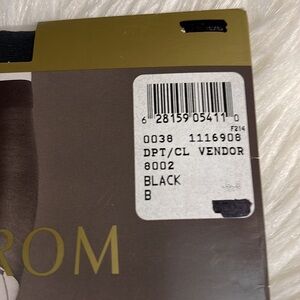 6 28159 05411 0
F214
0038 1116908
DPT/CL VENDOR
8002
BLACK
B
ROM